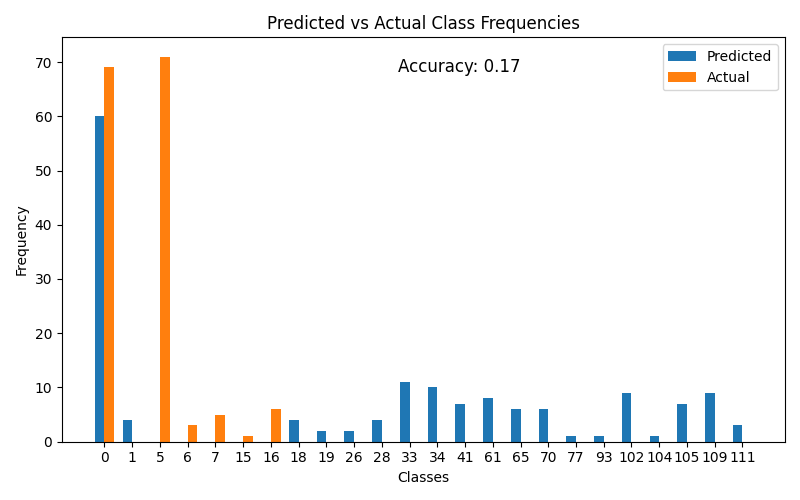 Predicted vs Actual Class Frequencies
Accuracy: 0.17
Predicted
Actual
Frequency
70
60
50
40
30
20
10
0
0 1 5 6 7 15 16 18 19 26 28 33 34 41 61 65 70 77 93 102 104 105 109 111
Classes